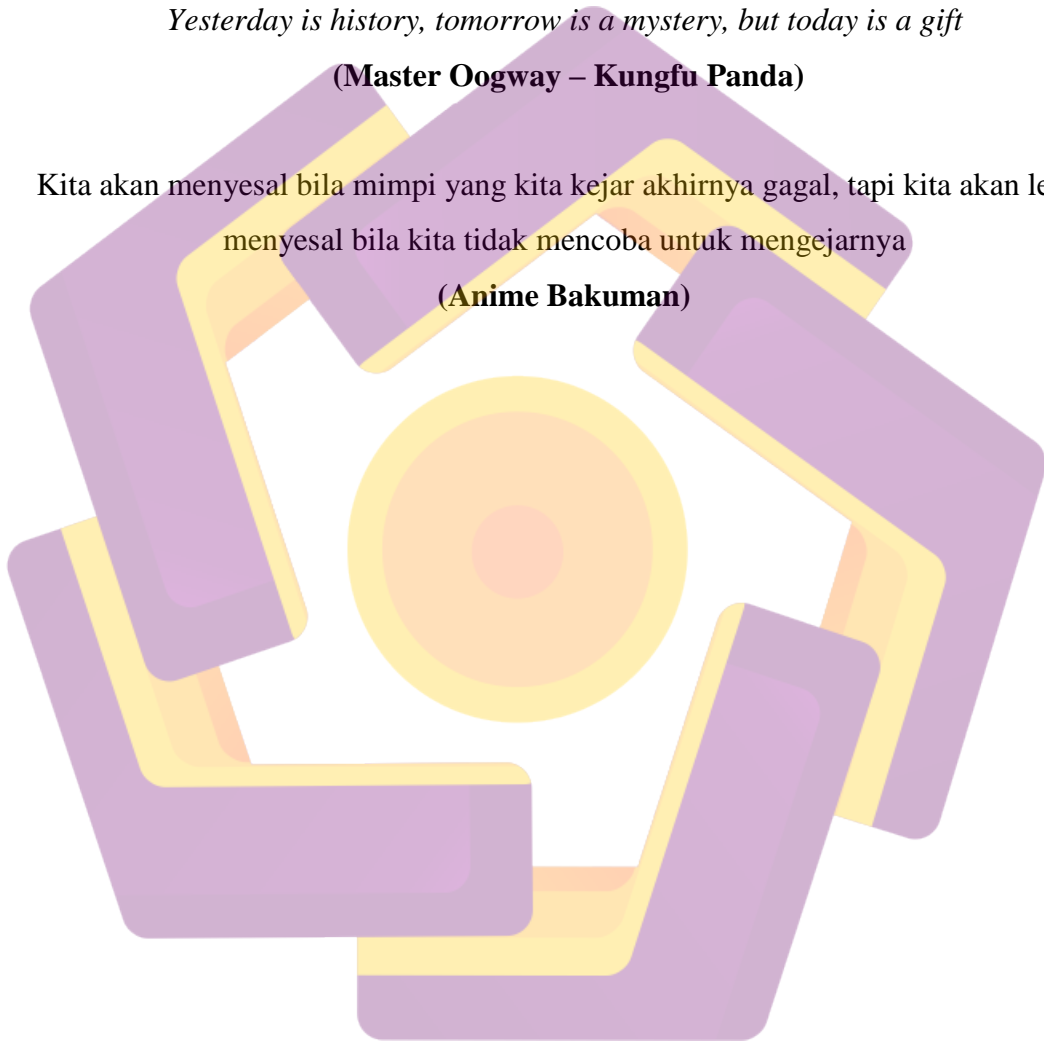 Yesterday is history, tomorrow is a mystery, but today is a gift
(Master Oogway – Kungfu Panda)
Kita akan menyesal bila mimpi yang kita kejar akhirnya gagal, tapi kita akan
menyesal bila kita tidak mencoba untuk mengejarnya
(Anime Bakuman)